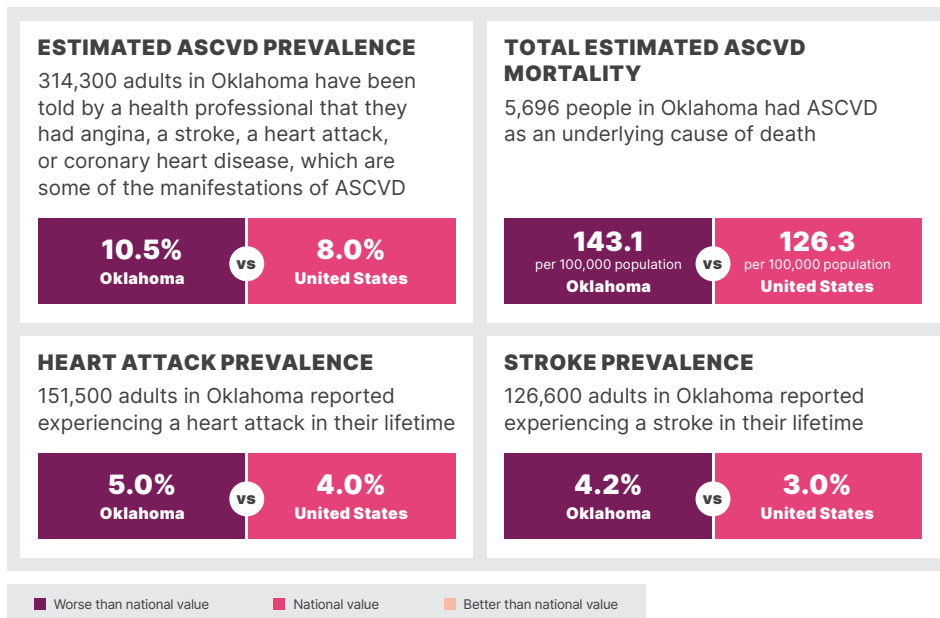 ESTIMATED ASCVD PREVALENCE
314,300 adults in Oklahoma have been
told by a health professional that they
had angina, a stroke, a heart attack,
or coronary heart disease, which are
some of the manifestations of ASCVD
10.5%
Oklahoma
vs
8.0%
United States
TOTAL ESTIMATED ASCVD
MORTALITY
5,696 people in Oklahoma had ASCVD
as an underlying cause of death
143.1
per 100,000 population
Oklahoma
vs
126.3
per 100,000 population
United States
HEART ATTACK PREVALENCE
151,500 adults in Oklahoma reported
experiencing a heart attack in their lifetime
5.0%
Oklahoma
vs
4.0%
United States
STROKE PREVALENCE
126,600 adults in Oklahoma reported
experiencing a stroke in their lifetime
4.2%
Oklahoma
vs
3.0%
United States
Worse than national value
National value
Better than national value